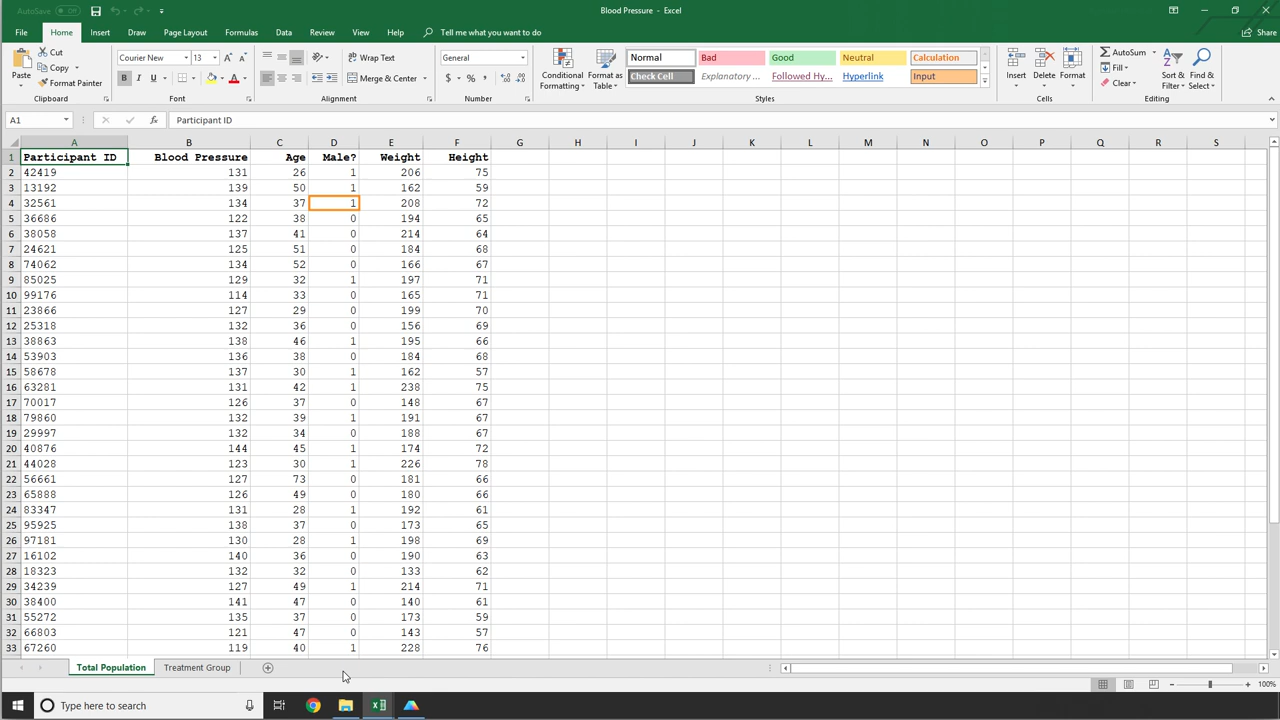 AutoSave Off
Blood Pressure - Excel
File Home Insert Draw Page Layout Formulas Data Review View Help Tell me what you want to do Share
Paste Cut Copy Format Painter Clipboard
Courier New 13 A A B I U A Font
Wrap Text Merge & Center Alignment
General $ % , Number
Conditional Formatting Format as Table
Normal Bad Good Neutral Calculation
Check Cell Explanatory ... Followed Hy... Hyperlink Input
Styles
Insert Delete Format Cells
AutoSum Fill Clear Sort & Filter Find & Select Editing
A1 fx Participant ID
A B C D E F G H I J K L M N O P Q R S
1 Participant ID Blood Pressure Age Male? Weight Height
2 42419 131 26 1 206 75
3 13192 139 50 1 162 59
4 32561 134 37 1 208 72
5 36686 122 38 0 194 65
6 38058 137 41 0 214 64
7 24621 125 51 0 184 68
8 74062 134 52 0 166 67
9 85025 129 32 1 197 71
10 99176 114 33 0 165 71
11 23866 127 29 0 199 70
12 25318 132 36 0 156 69
13 38863 138 46 1 195 66
14 53903 136 38 0 184 68
15 58678 137 30 1 162 57
16 63281 131 42 1 238 75
17 70017 126 37 0 148 67
18 79860 132 39 1 191 67
19 29997 132 34 0 188 67
20 40876 144 45 1 174 72
21 44028 123 30 1 226 78
22 56661 127 73 0 181 66
23 65888 126 49 0 180 66
24 83347 131 28 1 192 61
25 95925 138 37 0 173 65
26 97181 130 28 1 198 69
27 16102 140 36 0 190 63
28 18323 132 32 0 133 62
29 34239 127 49 1 214 71
30 38400 141 47 0 140 61
31 55272 135 37 0 173 59
32 66803 121 47 0 143 57
33 67260 119 40 1 228 76
Total Population Treatment Group
100%
Type here to search